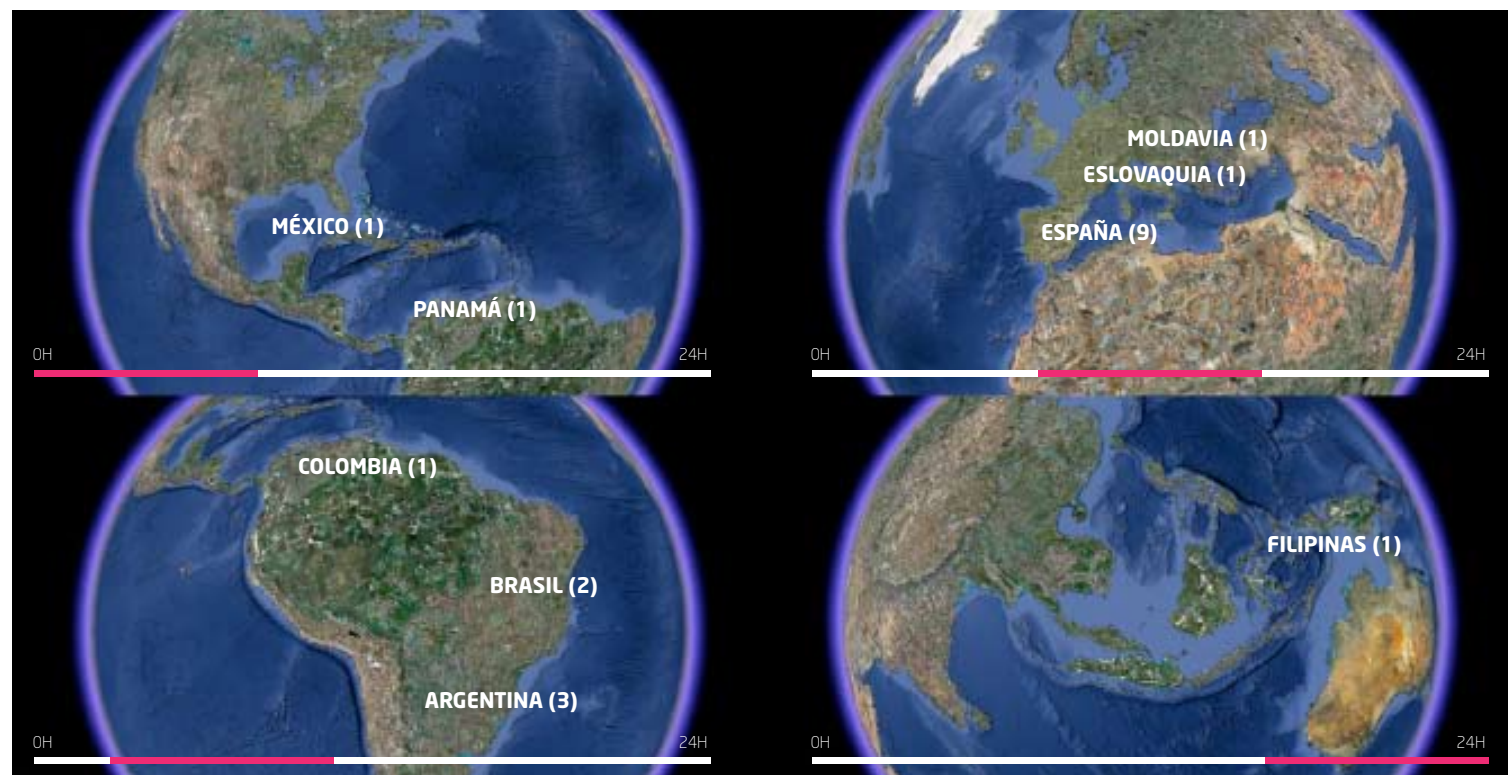 MÉXICO (1)
PANAMÁ (1)
0H
24H
MOLDAVIA (1)
ESLOVAQUIA (1)
ESPAÑA (9)
0H
24H
COLOMBIA (1)
BRASIL (2)
ARGENTINA (3)
0H
24H
FILIPINAS (1)
0H
24H